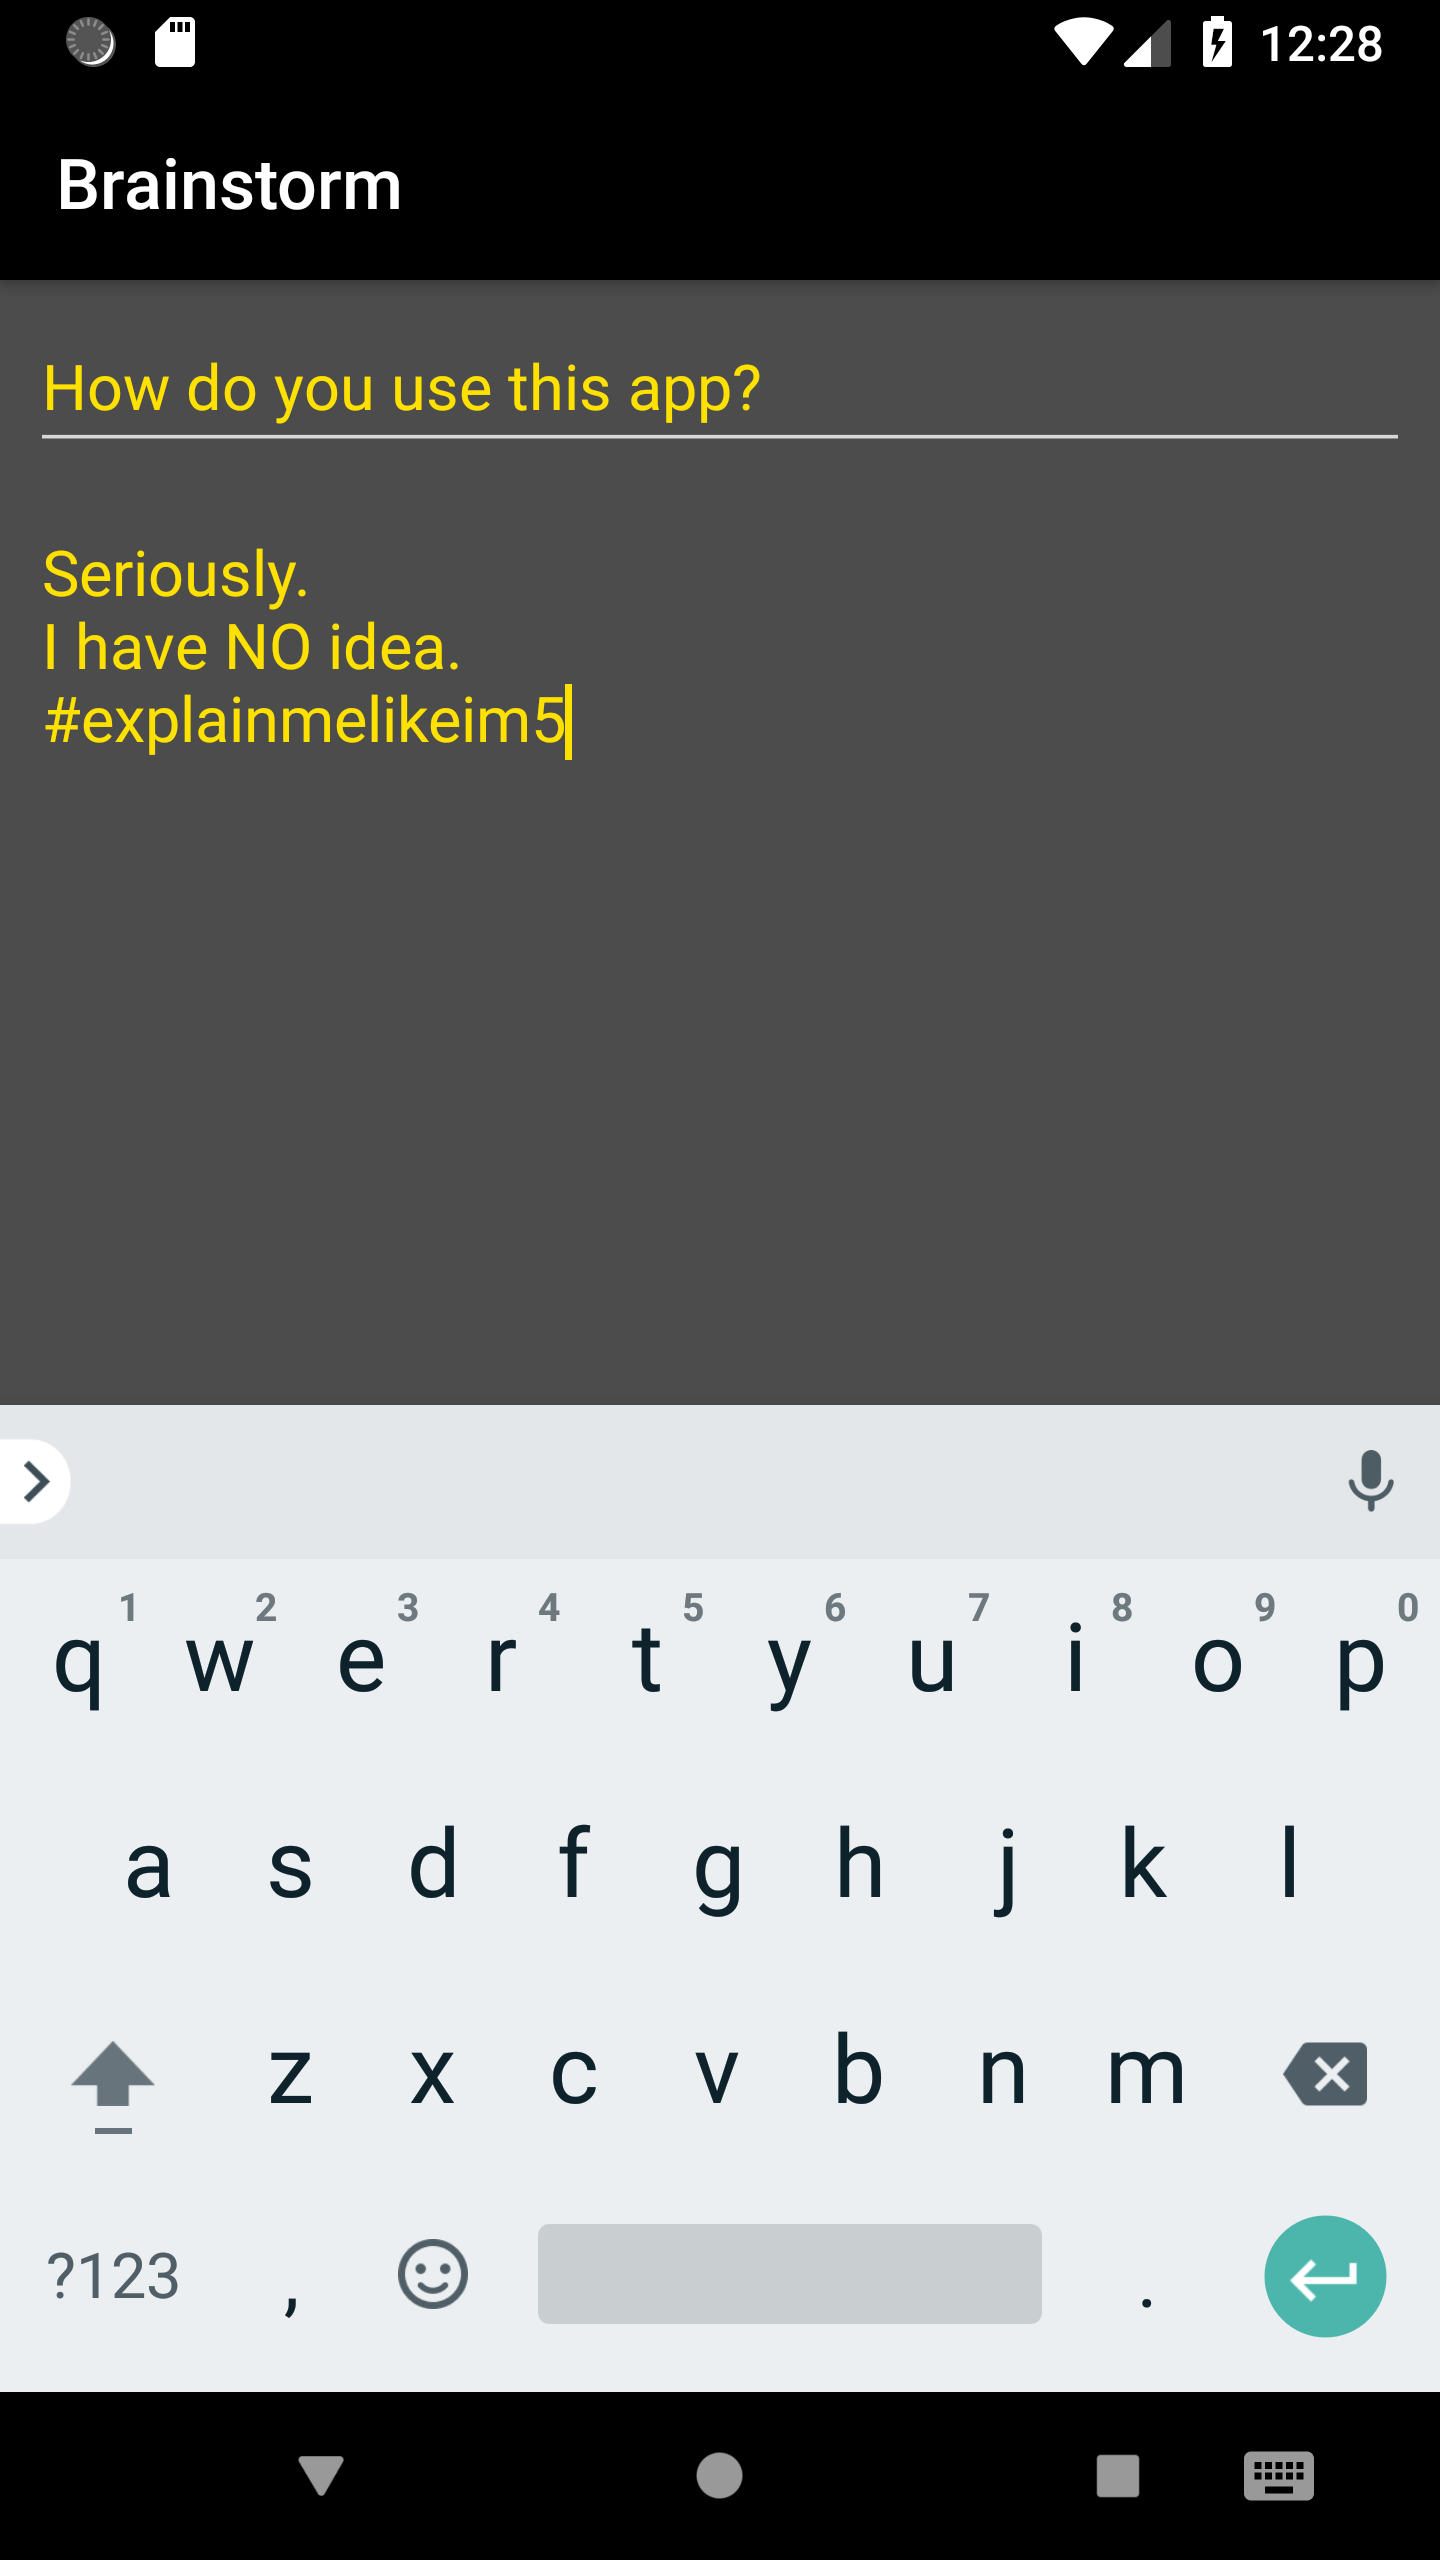 12:28
Brainstorm
How do you use this app?
Seriously.
I have NO idea.
#explainmelikeim5
1 2 3 4 5 6 7 8 9 0
q w e r t y u i o p
a s d f g h j k l
z x c v b n m
?123 , .